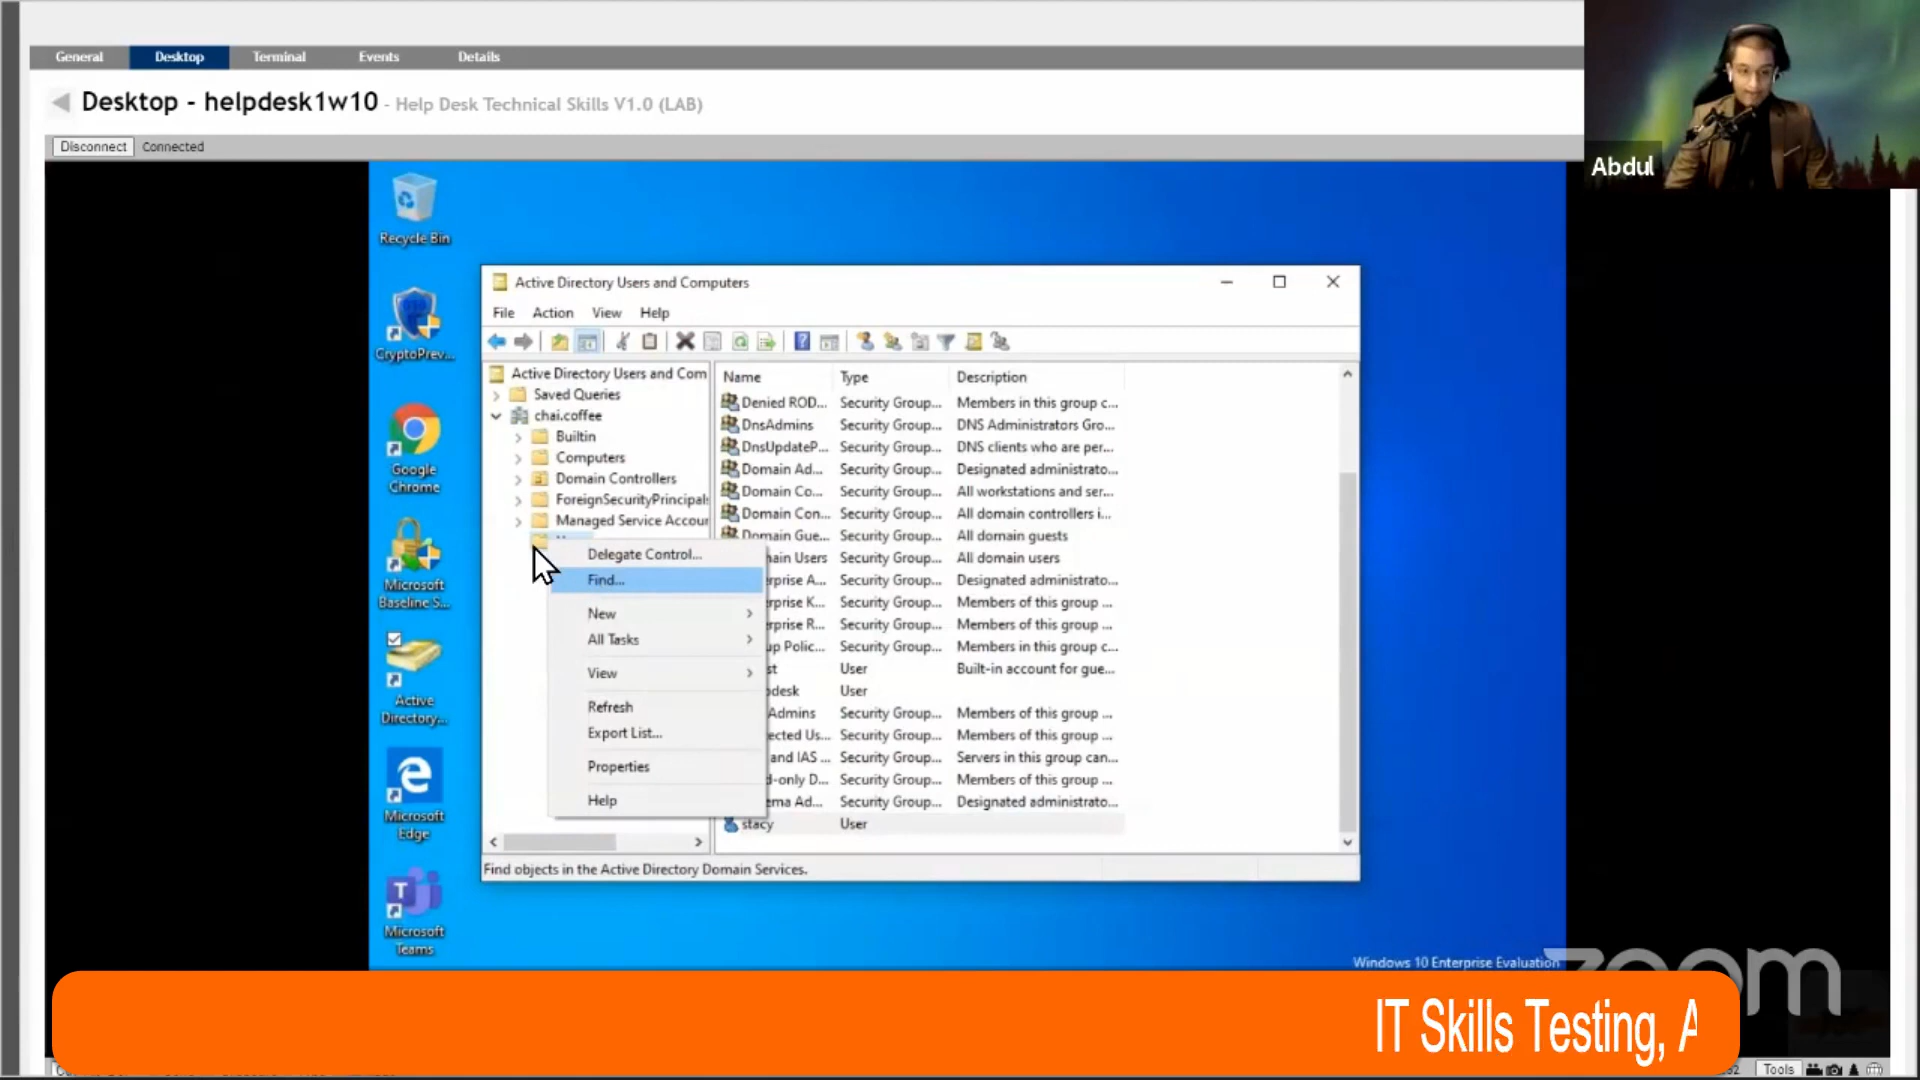 General Desktop Terminal Events Details
Desktop - helpdesk1w10 - Help Desk Technical Skills V1.0 (LAB)
Disconnect Connected
Abdul
Recycle Bin
CryptoPrev...
Google
Chrome
Microsoft
Baseline S...
Active
Directory...
Microsoft
Edge
Microsoft
Teams
Active Directory Users and Computers
File Action View Help
Active Directory Users and Com
Saved Queries
chai.coffee
Builtin
Computers
Domain Controllers
ForeignSecurityPrincipals
Managed Service Accour
Delegate Control...
Find...
New
All Tasks
View
Refresh
Export List...
Properties
Help
Name Type Description
Denied ROD... Security Group... Members in this group c...
DnsAdmins Security Group... DNS Administrators Gro...
DnsUpdateP... Security Group... DNS clients who are per...
Domain Ad... Security Group... Designated administrato...
Domain Co... Security Group... All workstations and ser...
Domain Con... Security Group... All domain controllers i...
Domain Gue... Security Group... All domain guests
ain Users Security Group... All domain users
erprise A... Security Group... Designated administrato...
erprise K... Security Group... Members of this group ...
erprise R... Security Group... Members of this group ...
up Polic... Security Group... Members in this group c...
st User Built-in account for gue...
desk User
Admins Security Group... Members of this group ...
ected Us... Security Group... Members of this group ...
and IAS ... Security Group... Servers in this group can...
d-only D... Security Group... Members of this group ...
ema Ad... Security Group... Designated administrato...
stacy User
Find objects in the Active Directory Domain Services.
Windows 10 Enterprise Evaluation
zoom
IT Skills Testing, A
Tools